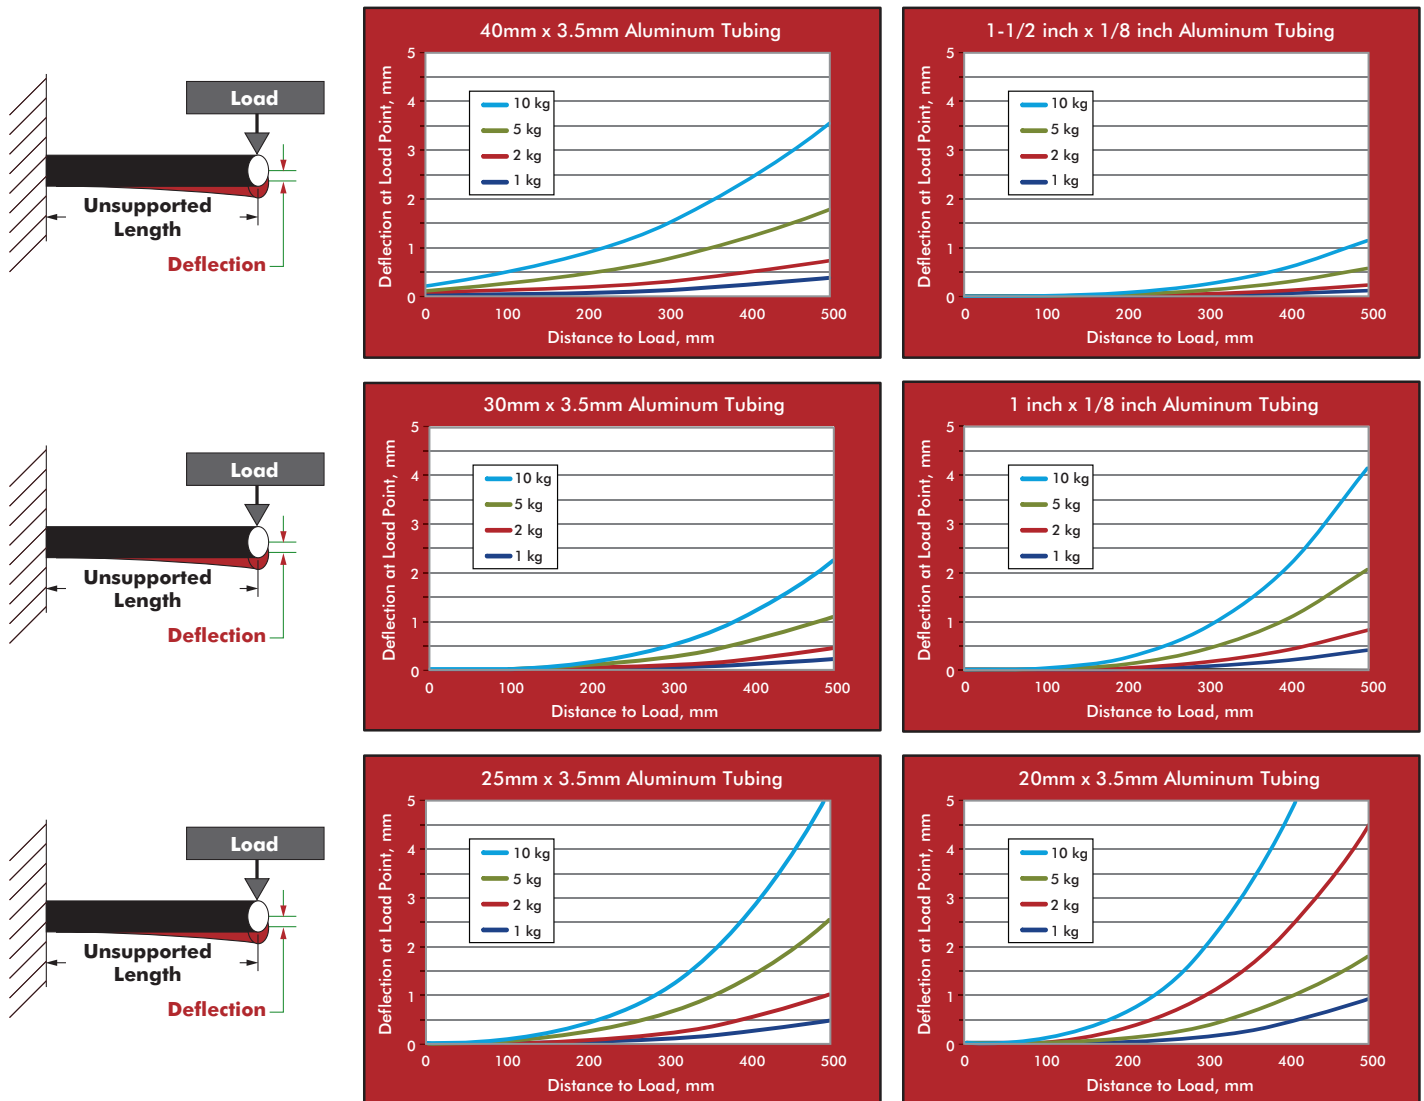 Load
Unsupported
Length
Deflection
40mm x 3.5mm Aluminum Tubing
Deflection at Load Point, mm
5
4
3
2
1
0
10 kg
5 kg
2 kg
1 kg
0 100 200 300 400 500
Distance to Load, mm
1-1/2 inch x 1/8 inch Aluminum Tubing
Deflection at Load Point, mm
5
4
3
2
1
0
10 kg
5 kg
2 kg
1 kg
0 100 200 300 400 500
Distance to Load, mm
Load
Unsupported
Length
Deflection
30mm x 3.5mm Aluminum Tubing
Deflection at Load Point, mm
5
4
3
2
1
0
10 kg
5 kg
2 kg
1 kg
0 100 200 300 400 500
Distance to Load, mm
1 inch x 1/8 inch Aluminum Tubing
Deflection at Load Point, mm
5
4
3
2
1
0
10 kg
5 kg
2 kg
1 kg
0 100 200 300 400 500
Distance to Load, mm
Load
Unsupported
Length
Deflection
25mm x 3.5mm Aluminum Tubing
Deflection at Load Point, mm
5
4
3
2
1
0
10 kg
5 kg
2 kg
1 kg
0 100 200 300 400 500
Distance to Load, mm
20mm x 3.5mm Aluminum Tubing
Deflection at Load Point, mm
5
4
3
2
1
0
10 kg
5 kg
2 kg
1 kg
0 100 200 300 400 500
Distance to Load, mm